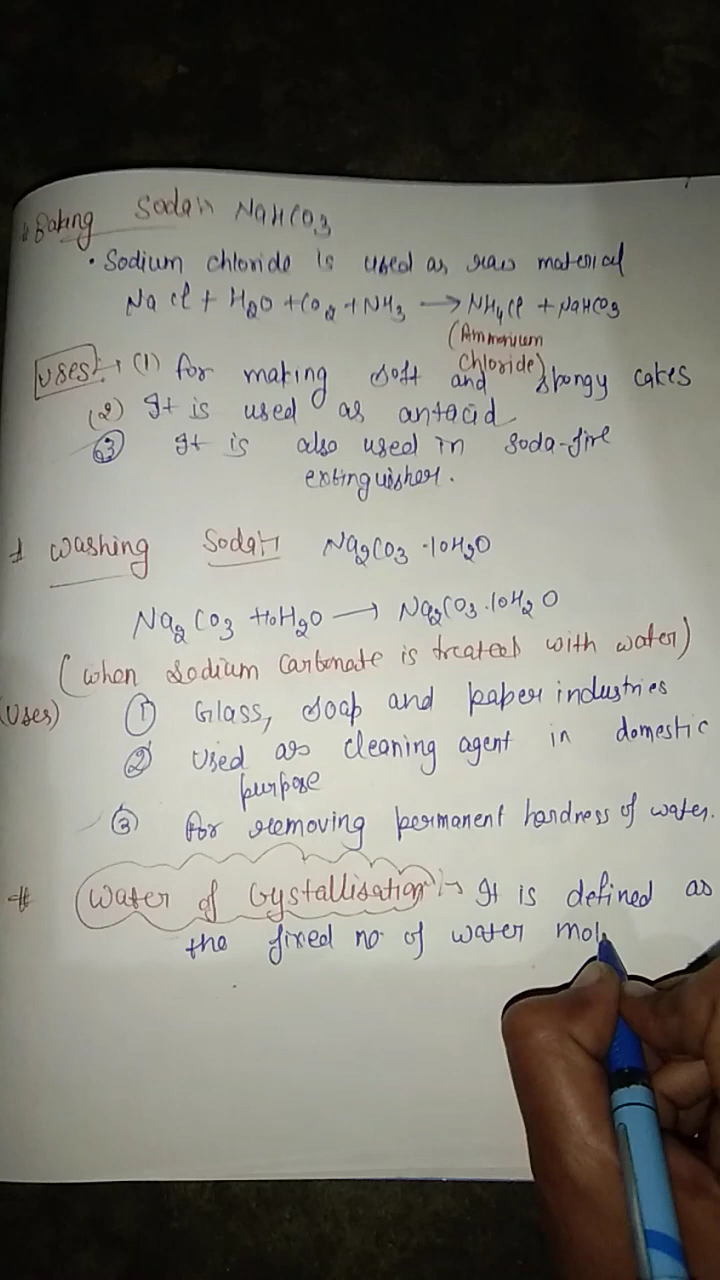 Baking Soda:→ NaHCO3
• Sodium chloride is used as raw material
NaCl + H2O + CO2 + NH3 → NH4Cl + NaHCO3
(Ammonium
Chloride)
Uses:→ (1) for making soft and spongy cakes
(2) It is used as antacid
(3) It is also used in soda-fire
extinguisher.
Washing Soda:→ Na2CO3·10H2O
Na2CO3 + 10H2O → Na2CO3·10H2O
(when sodium carbonate is treated with water)
(Uses) (1) Glass, soap and paper industries
(2) Used as cleaning agent in domestic
purpose
(3) for removing permanent hardness of water.
# Water of Crystallisation:→ It is defined as
the fixed no. of water mol